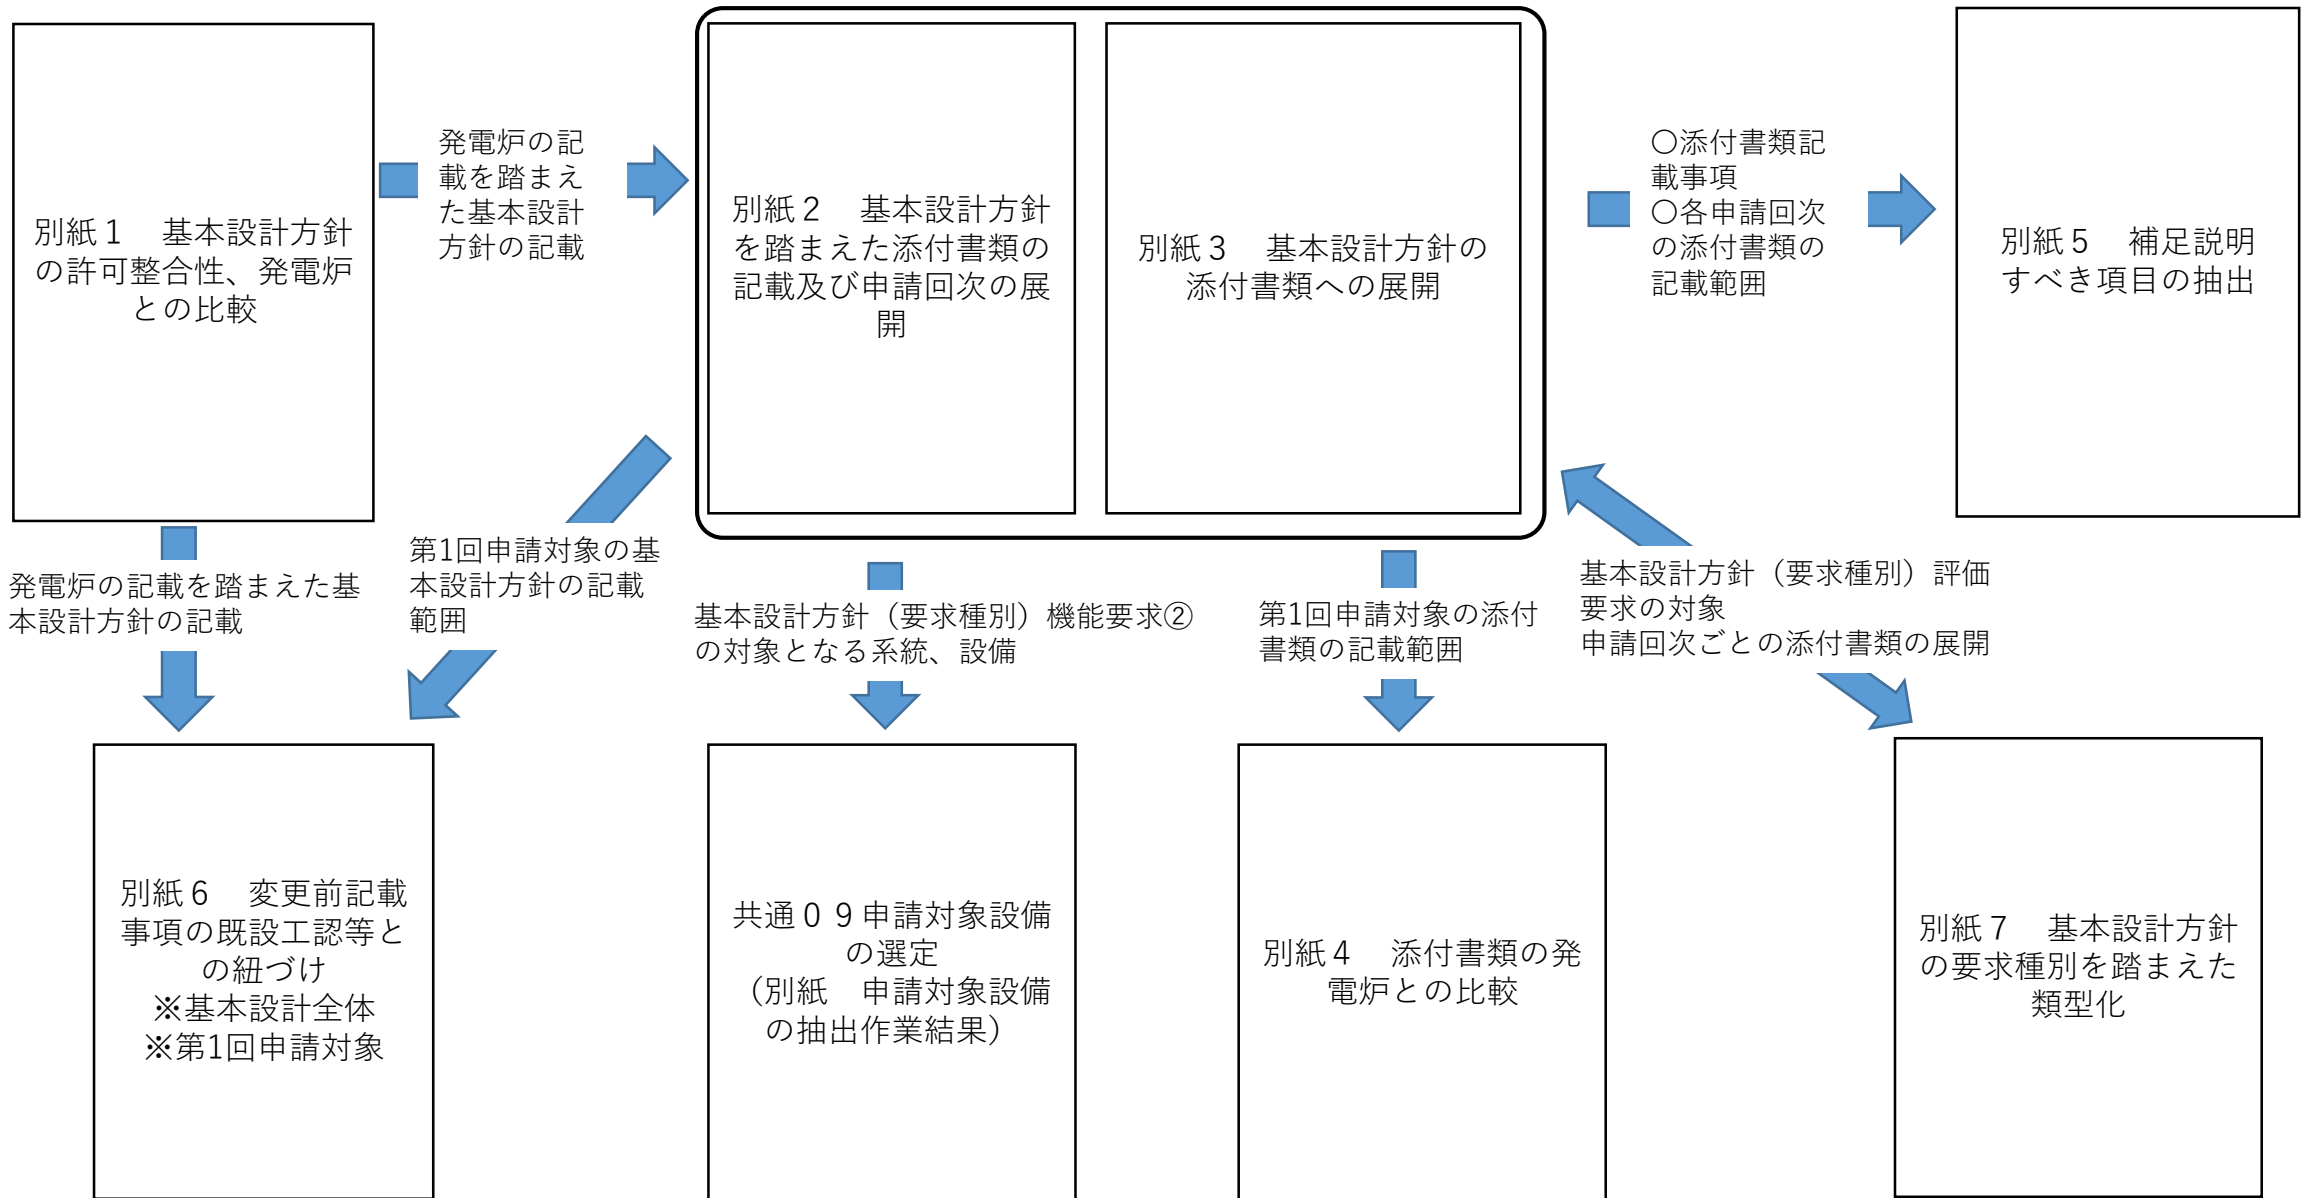 別紙１　基本設計方針
の許可整合性、発電炉
との比較
発電炉の記
載を踏まえ
た基本設計
方針の記載
別紙２　基本設計方針
を踏まえた添付書類の
記載及び申請回次の展
開
別紙３　基本設計方針の
添付書類への展開
〇添付書類記
載事項
〇各申請回次
の添付書類の
記載範囲
別紙５　補足説明
すべき項目の抽出
発電炉の記載を踏まえた基
本設計方針の記載
第1回申請対象の基
本設計方針の記載
範囲
基本設計方針（要求種別）機能要求②
の対象となる系統、設備
第1回申請対象の添付
書類の記載範囲
基本設計方針（要求種別）評価
要求の対象
申請回次ごとの添付書類の展開
別紙６　変更前記載
事項の既設工認等と
の紐づけ
※基本設計全体
※第1回申請対象
共通０９申請対象設備
の選定
（別紙　申請対象設備
の抽出作業結果）
別紙４　添付書類の発
電炉との比較
別紙７　基本設計方針
の要求種別を踏まえた
類型化